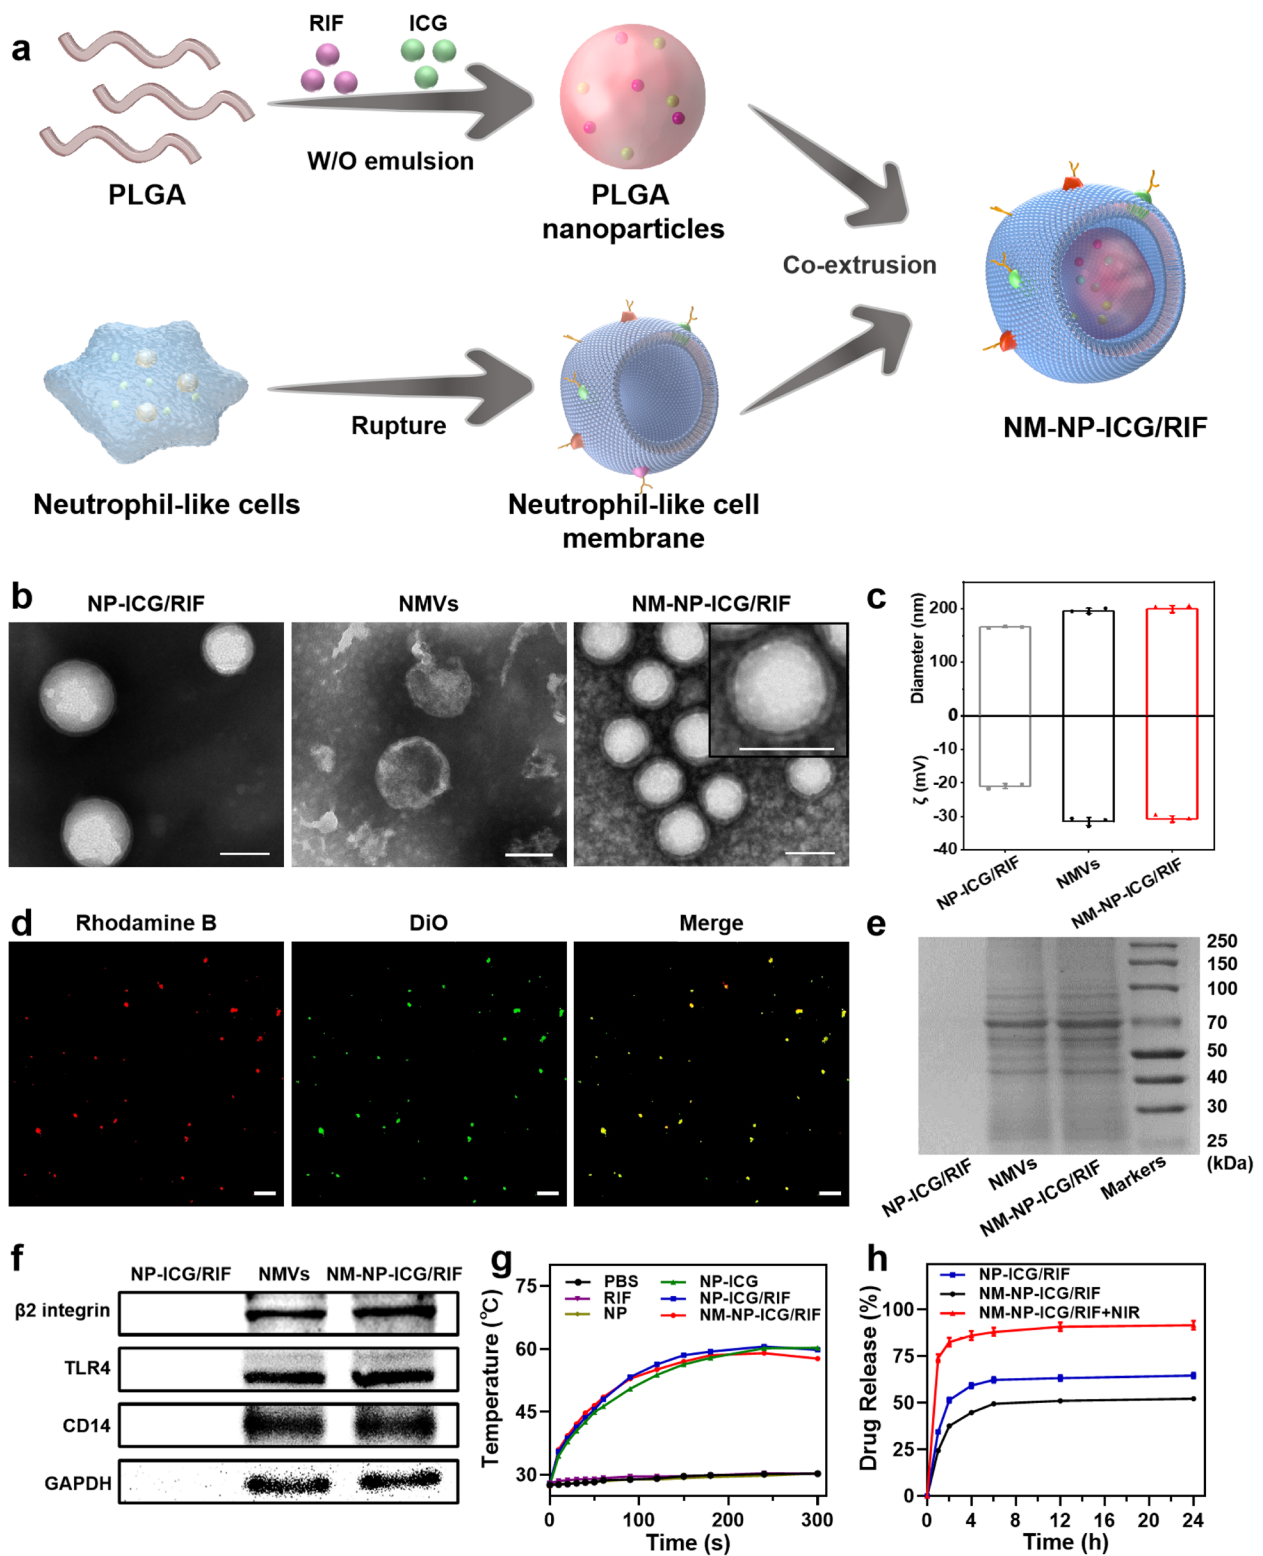 a
RIF
ICG
W/O emulsion
PLGA
PLGA
nanoparticles
Co-extrusion
Rupture
NM-NP-ICG/RIF
Neutrophil-like cells
Neutrophil-like cell
membrane
b
NP-ICG/RIF
NMVs
NM-NP-ICG/RIF
c
Diameter (nm)
200
100
0
-10
-20
-30
-40
ζ (mV)
NP-ICG/RIF
NMVs
NM-NP-ICG/RIF
d
Rhodamine B
DiO
Merge
e
250
150
100
70
50
40
30
25
(kDa)
NP-ICG/RIF
NMVs
NM-NP-ICG/RIF
Markers
f
NP-ICG/RIF
NMVs
NM-NP-ICG/RIF
β2 integrin
TLR4
CD14
GAPDH
g
Temperature (°C)
75
60
45
30
PBS
RIF
NP
NP-ICG
NP-ICG/RIF
NM-NP-ICG/RIF
0 100 200 300
Time (s)
h
Drug Release (%)
100
75
50
25
0
NP-ICG/RIF
NM-NP-ICG/RIF
NM-NP-ICG/RIF+NIR
0 4 8 12 16 20 24
Time (h)